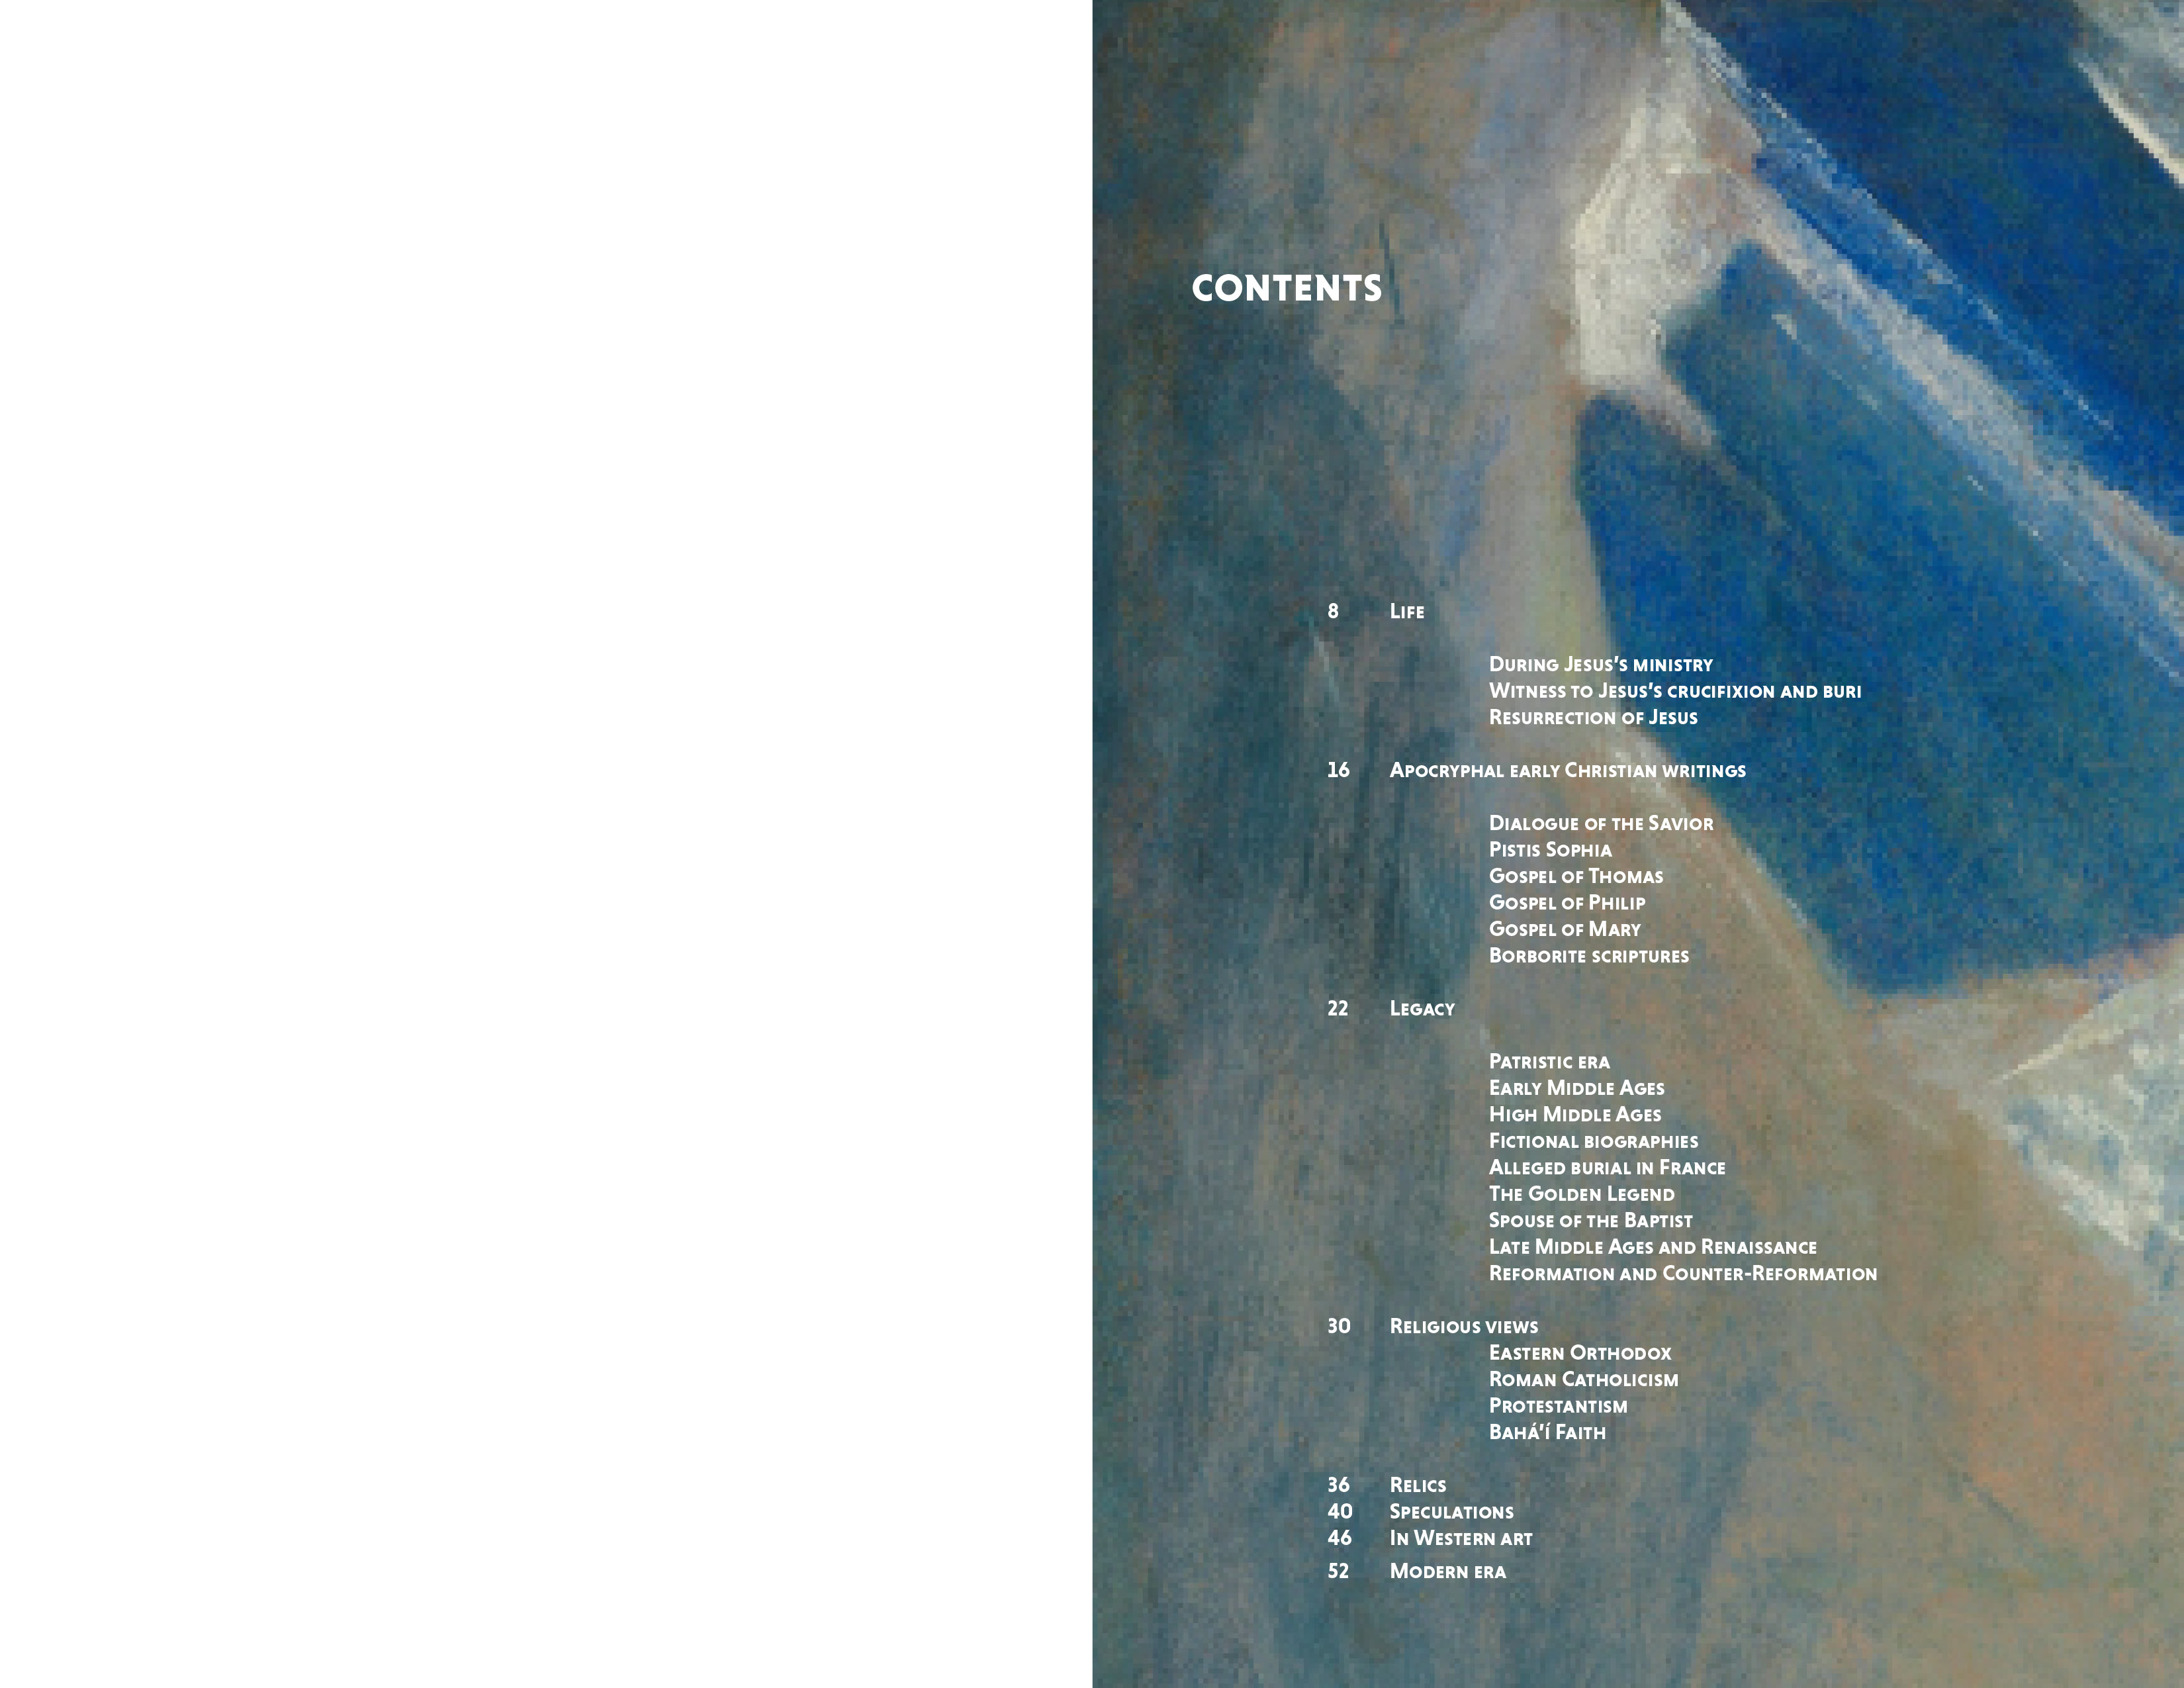 CONTENTS
8 Life
During Jesus's ministry
Witness to Jesus's crucifixion and buri
Resurrection of Jesus
16 Apocryphal early Christian writings
Dialogue of the Savior
Pistis Sophia
Gospel of Thomas
Gospel of Philip
Gospel of Mary
Borborite scriptures
22 Legacy
Patristic era
Early Middle Ages
High Middle Ages
Fictional biographies
Alleged burial in France
The Golden Legend
Spouse of the Baptist
Late Middle Ages and Renaissance
Reformation and Counter-Reformation
30 Religious views
Eastern Orthodox
Roman Catholicism
Protestantism
Bahá'í Faith
36 Relics
40 Speculations
46 In Western art
52 Modern era